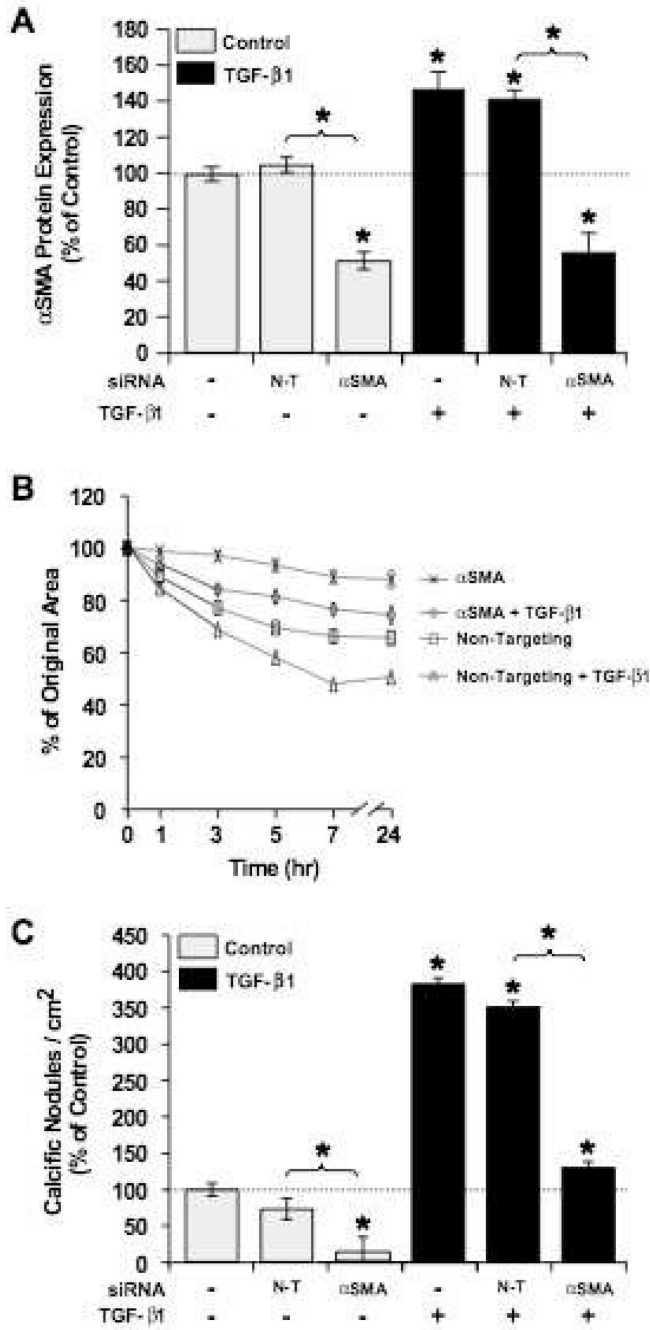 A
Control
TGF-β1
αSMA Protein Expression
(% of Control)
180
160
140
120
100
80
60
40
20
0
* * * * * *
siRNA - N-T αSMA - N-T αSMA
TGF-β1 - - - + + +
B
% of Original Area
120
100
80
60
40
20
0
αSMA
αSMA + TGF-β1
Non-Targeting
Non-Targeting + TGF-β1
0 1 3 5 7 24
Time (hr)
C
Control
TGF-β1
Calcific Nodules / cm2
(% of Control)
450
400
350
300
250
200
150
100
50
0
* * * * * *
siRNA - N-T αSMA - N-T αSMA
TGF-β1 - - - + + +